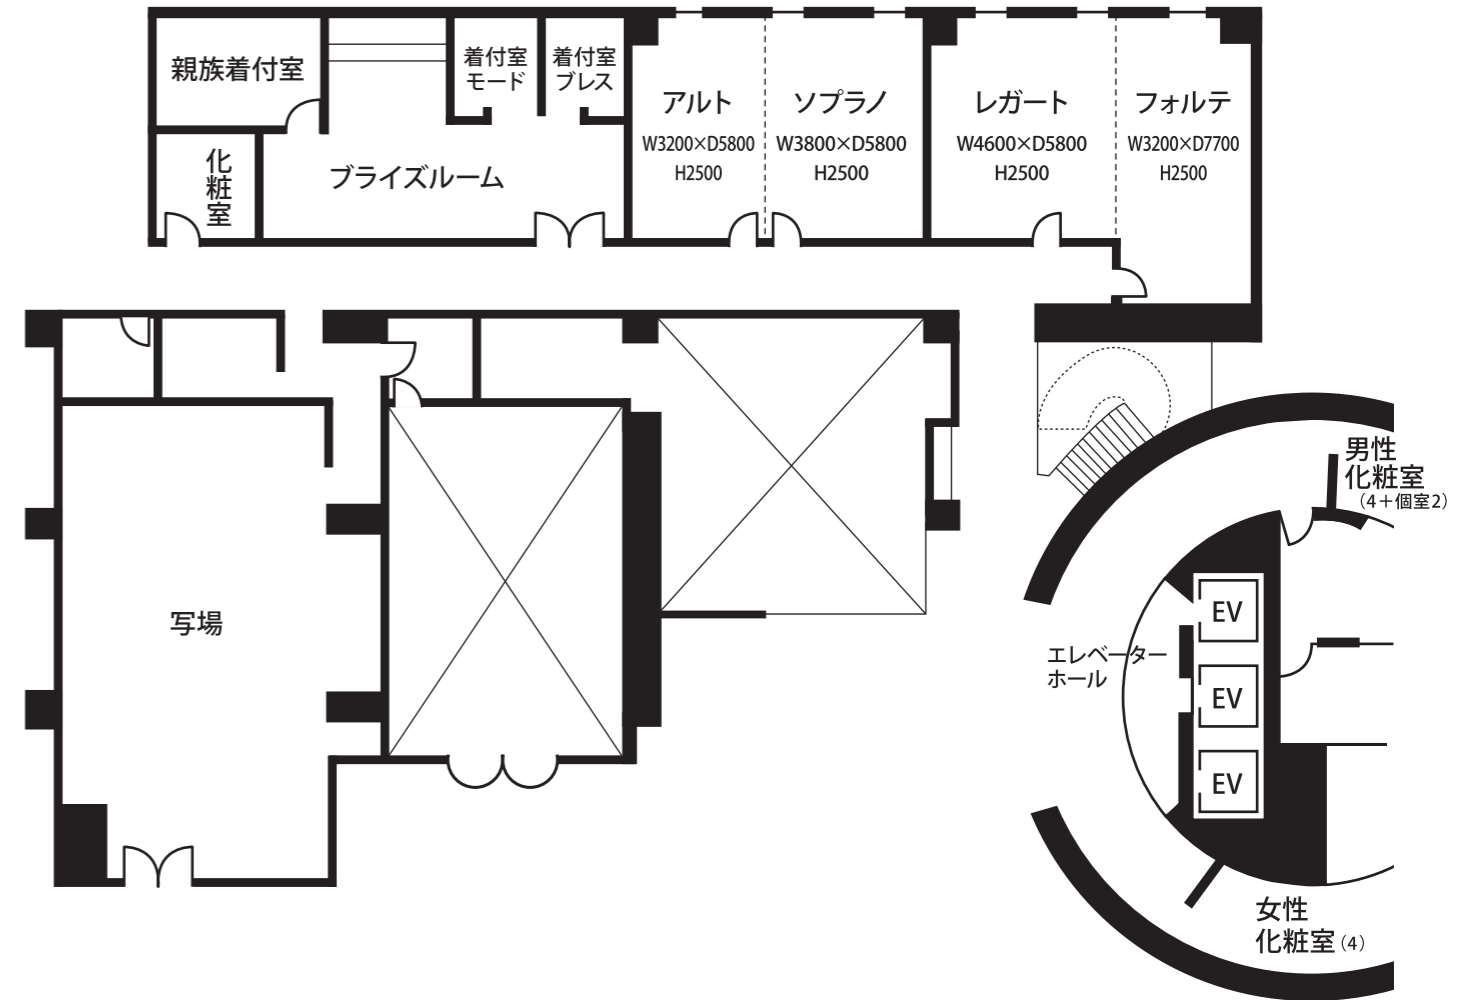 親族着付室
着付室
モード
着付室
ブレス
化粧室
ブライズルーム
アルト
W3200×D5800
H2500
ソプラノ
W3800×D5800
H2500
レガート
W4600×D5800
H2500
フォルテ
W3200×D7700
H2500
写場
男性
化粧室
（4＋個室2）
EV
エレベーター
ホール
EV
EV
女性
化粧室（4）